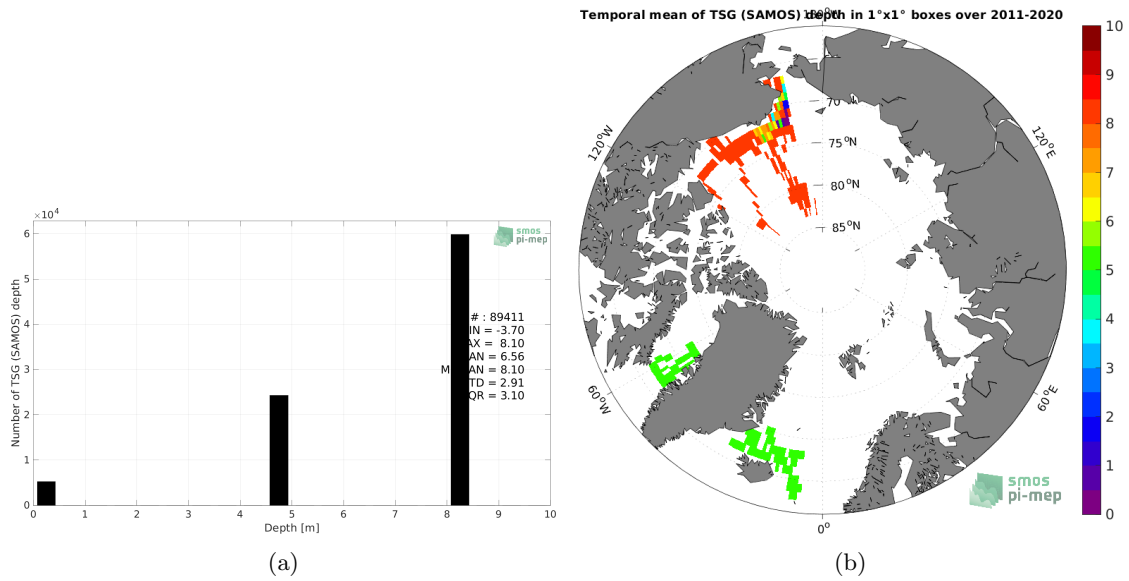 Temporal mean of TSG (SAMOS) depth in 1°x1° boxes over 2011-2020
×10⁴
6
5
4
3
2
1
0
Number of TSG (SAMOS) depth
0 1 2 3 4 5 6 7 8 9 10
Depth [m]
smos
pi-mep
# : 89411
IN = -3.70
AX = 8.10
AN = 6.56
M AN = 8.10
TD = 2.91
QR = 3.10
(a)
180°W
120°W
120°E
60°W
60°E
0°
70 N
75°N
80°N
85°N
smos
pi-mep
10
9
8
7
6
5
4
3
2
1
0
(b)